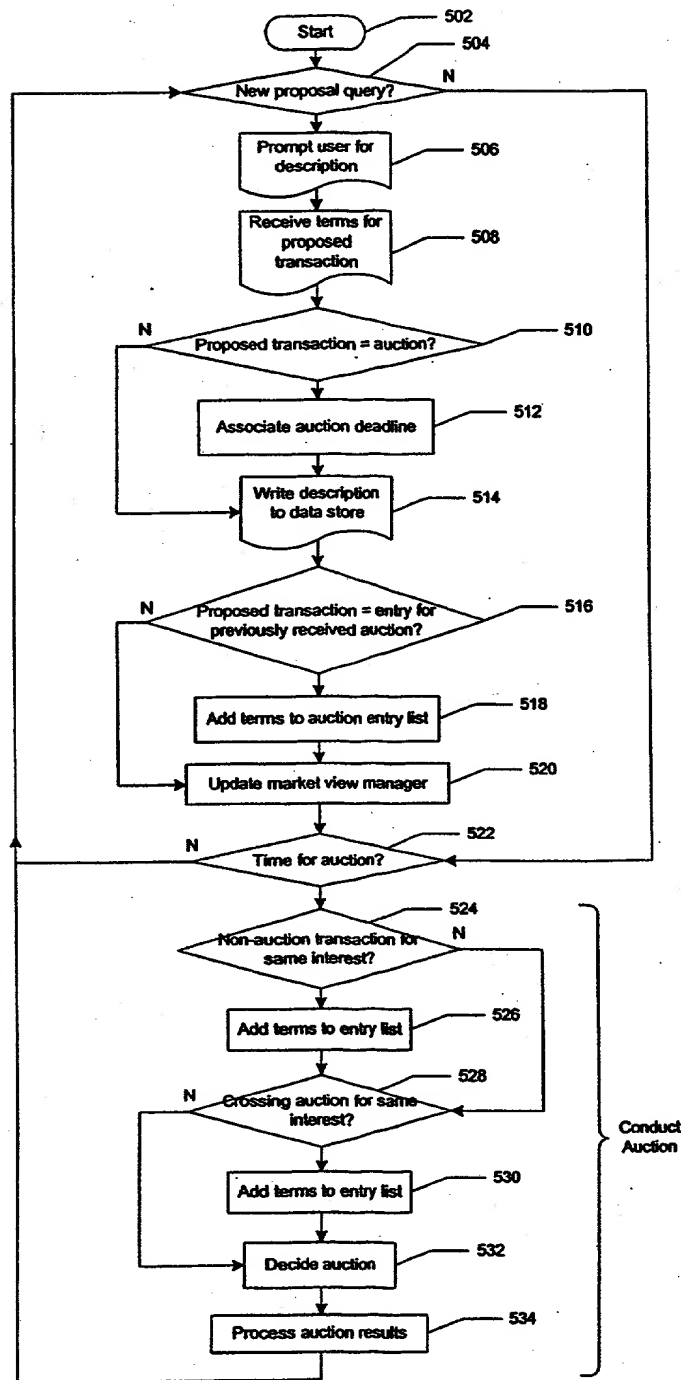 Start
502
504
New proposal query?
N
Prompt user for
description
506
Receive terms for
proposed
transaction
508
N
Proposed transaction = auction?
510
Associate auction deadline
512
Write description
to data store
514
N
Proposed transaction = entry for
previously received auction?
516
Add terms to auction entry list
518
Update market view manager
520
522
N
Time for auction?
524
Non-auction transaction for
same interest?
N
Add terms to entry list
526
528
N
Crossing auction for same
interest?
Conduct
Auction
Add terms to entry list
530
Decide auction
532
Process auction results
534